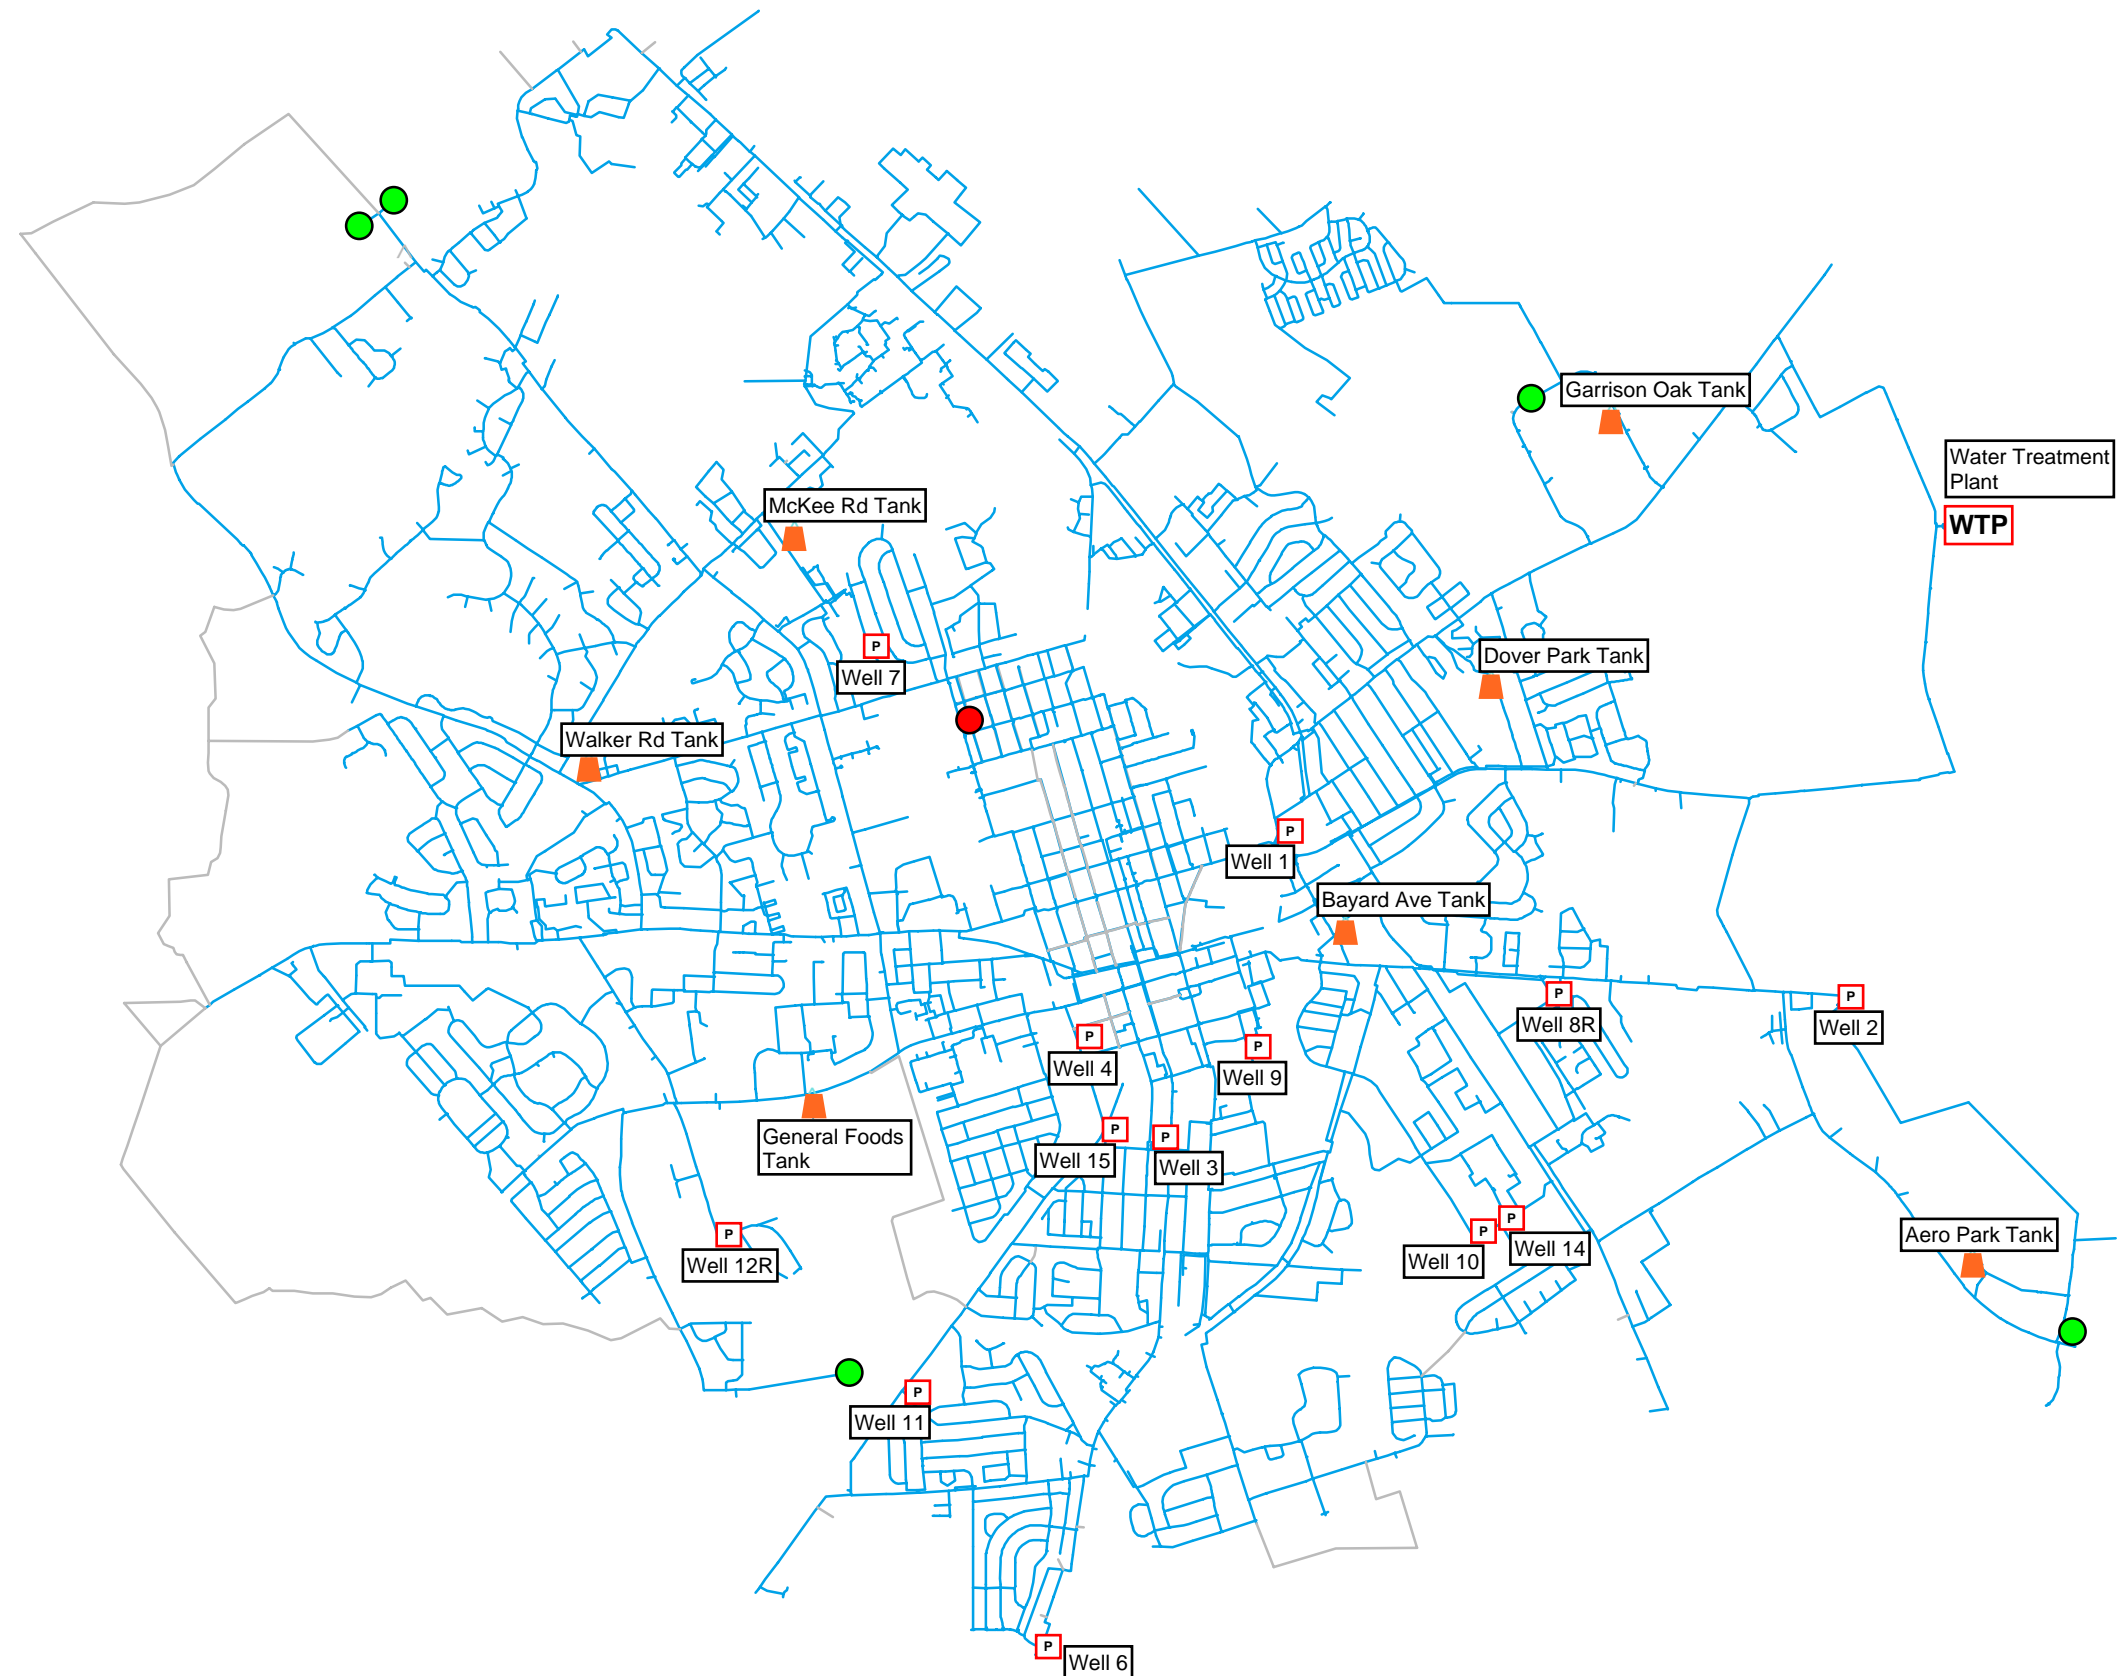 Garrison Oak Tank
Water Treatment
Plant
WTP
McKee Rd Tank
P
Well 7
Dover Park Tank
Walker Rd Tank
P
Well 1
Bayard Ave Tank
P
Well 8R
P
Well 2
P
Well 4
P
Well 9
General Foods
Tank
P
Well 15
P
Well 3
P
Well 12R
P
Well 10
P
Well 14
Aero Park Tank
P
Well 11
P
Well 6